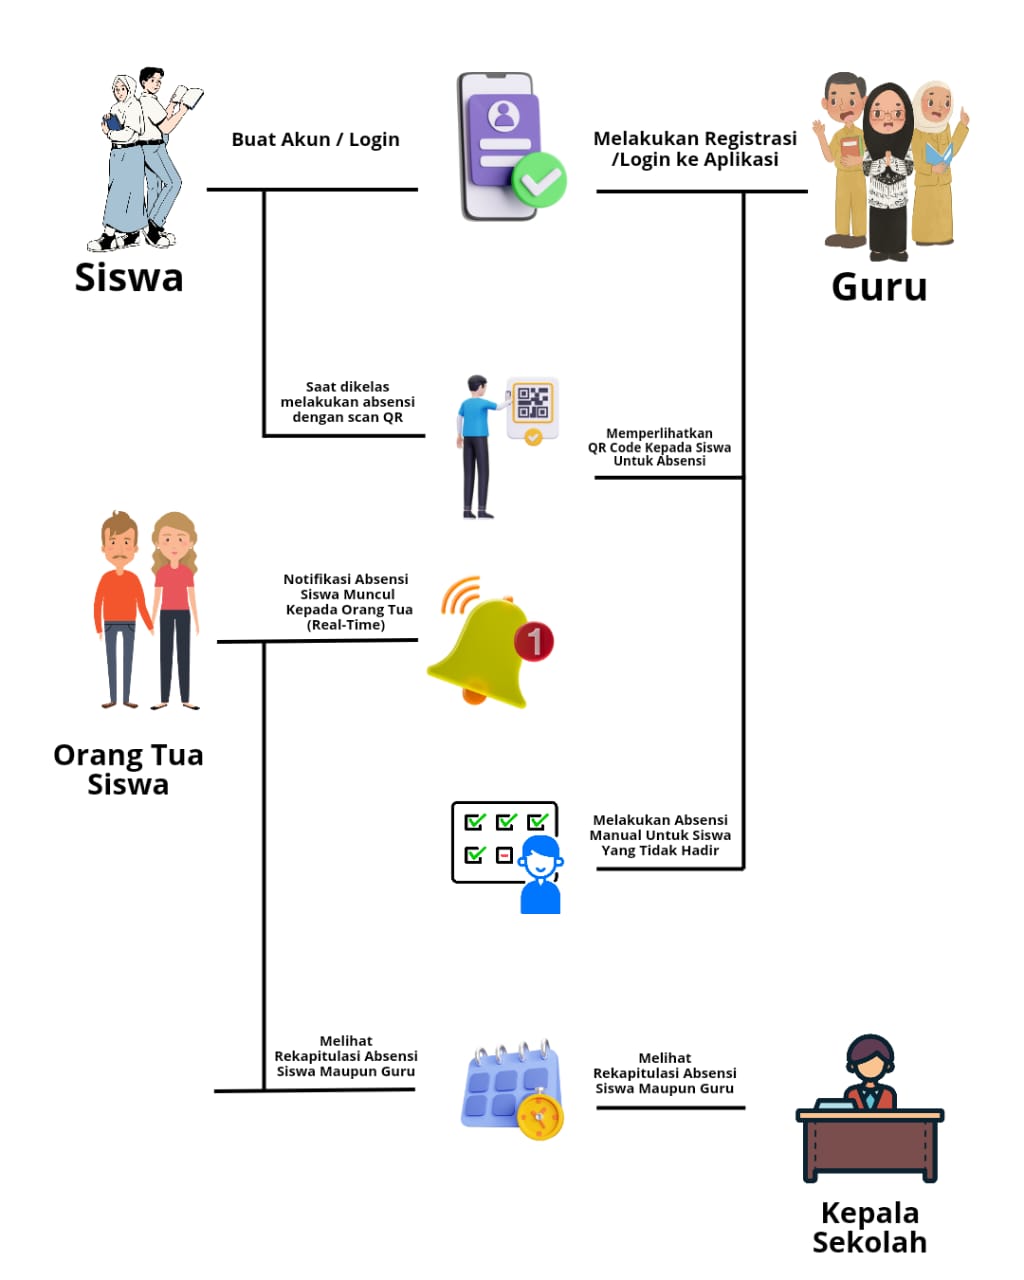 Buat Akun / Login
Melakukan Registrasi
/Login ke Aplikasi
Siswa
Guru
Saat dikelas
melakukan absensi
dengan scan QR
Memperlihatkan
QR Code Kepada Siswa
Untuk Absensi
Notifikasi Absensi
Siswa Muncul
Kepada Orang Tua
(Real-Time)
1
Orang Tua
Siswa
Melakukan Absensi
Manual Untuk Siswa
Yang Tidak Hadir
Melihat
Rekapitulasi Absensi
Siswa Maupun Guru
Melihat
Rekapitulasi Absensi
Siswa Maupun Guru
Kepala
Sekolah